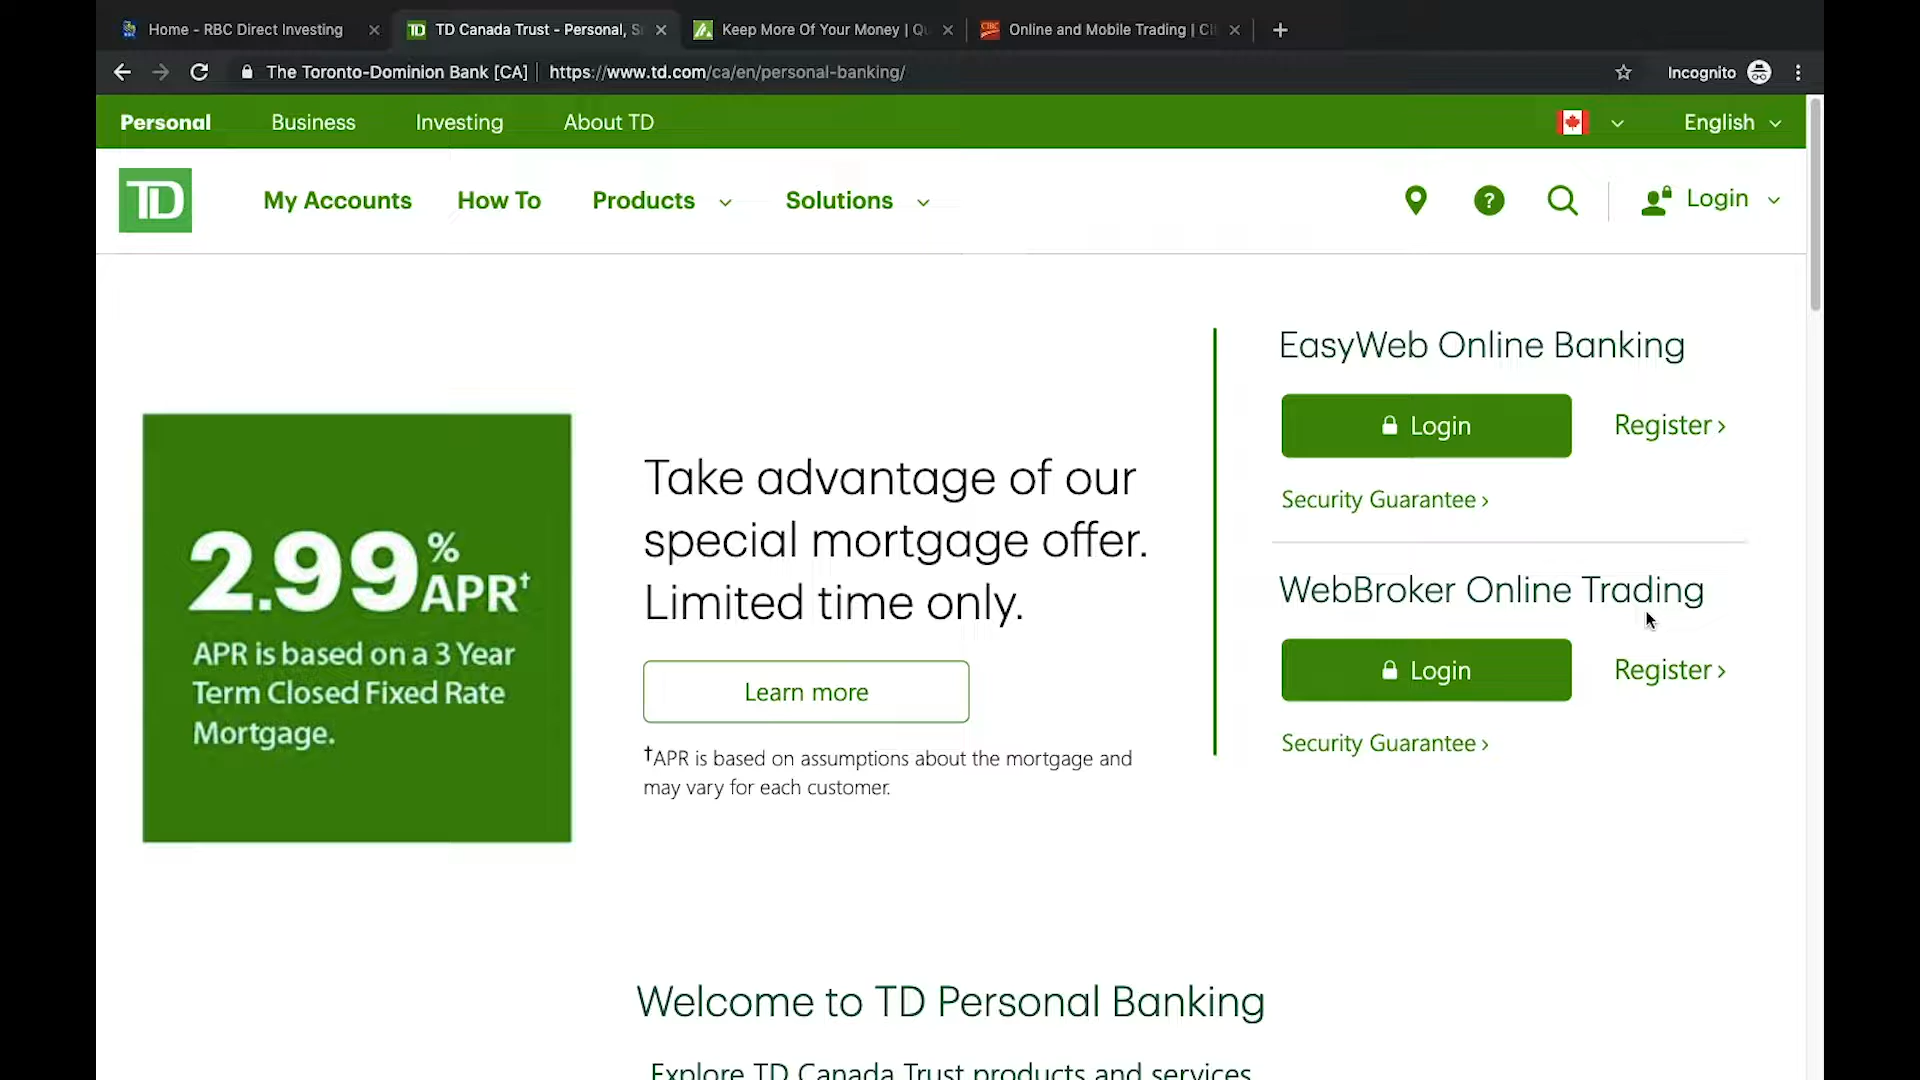 Home - RBC Direct Investing
TD Canada Trust - Personal, S
Keep More Of Your Money | Qu
Online and Mobile Trading | CI
The Toronto-Dominion Bank [CA] | https://www.td.com/ca/en/personal-banking/
Incognito
Personal
Business
Investing
About TD
English
TD
My Accounts
How To
Products
Solutions
?
Login
2.99% APR†
APR is based on a 3 Year
Term Closed Fixed Rate
Mortgage.
Take advantage of our
special mortgage offer.
Limited time only.
Learn more
†APR is based on assumptions about the mortgage and
may vary for each customer.
EasyWeb Online Banking
Login
Register ›
Security Guarantee ›
WebBroker Online Trading
Login
Register ›
Security Guarantee ›
Welcome to TD Personal Banking
Explore TD Canada Trust products and services